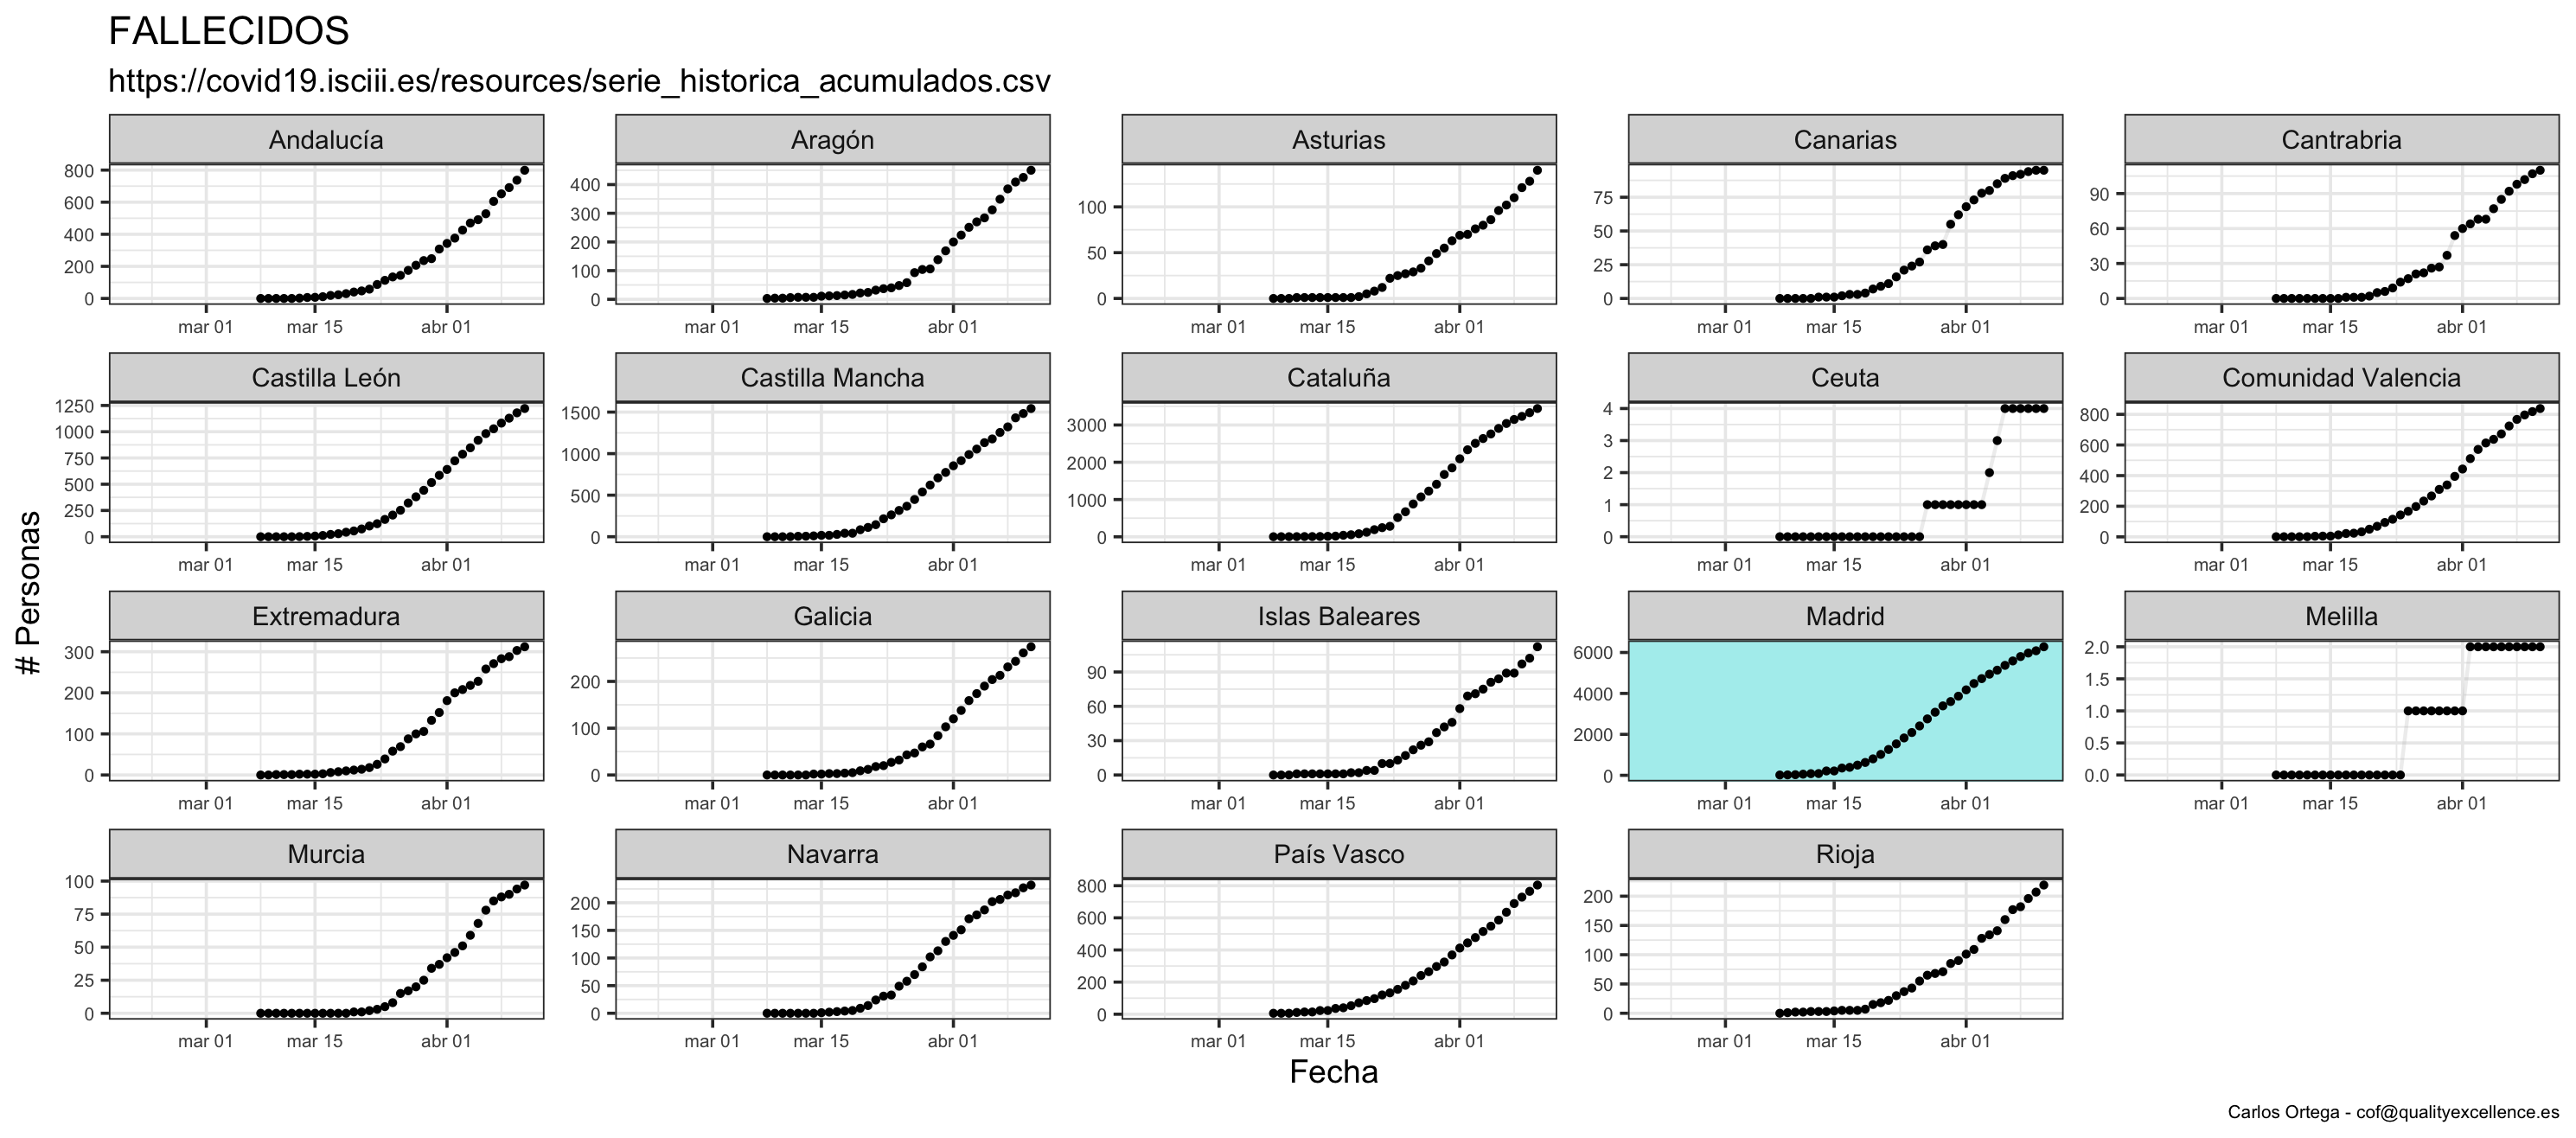 FALLECIDOS
https://covid19.isciii.es/resources/serie_historica_acumulados.csv
# Personas
Andalucía
800
600
400
200
0
mar 01 mar 15 abr 01
Aragón
400
300
200
100
0
mar 01 mar 15 abr 01
Asturias
100
50
0
mar 01 mar 15 abr 01
Canarias
75
50
25
0
mar 01 mar 15 abr 01
Cantrabria
90
60
30
0
mar 01 mar 15 abr 01
Castilla León
1250
1000
750
500
250
0
mar 01 mar 15 abr 01
Castilla Mancha
1500
1000
500
0
mar 01 mar 15 abr 01
Cataluña
3000
2000
1000
0
mar 01 mar 15 abr 01
Ceuta
4
3
2
1
0
mar 01 mar 15 abr 01
Comunidad Valencia
800
600
400
200
0
mar 01 mar 15 abr 01
Extremadura
300
200
100
0
mar 01 mar 15 abr 01
Galicia
200
100
0
mar 01 mar 15 abr 01
Islas Baleares
90
60
30
0
mar 01 mar 15 abr 01
Madrid
6000
4000
2000
0
mar 01 mar 15 abr 01
Melilla
2.0
1.5
1.0
0.5
0.0
mar 01 mar 15 abr 01
Murcia
100
75
50
25
0
mar 01 mar 15 abr 01
Navarra
200
150
100
50
0
mar 01 mar 15 abr 01
País Vasco
800
600
400
200
0
mar 01 mar 15 abr 01
Rioja
200
150
100
50
0
mar 01 mar 15 abr 01
Fecha
Carlos Ortega - cof@qualityexcellence.es